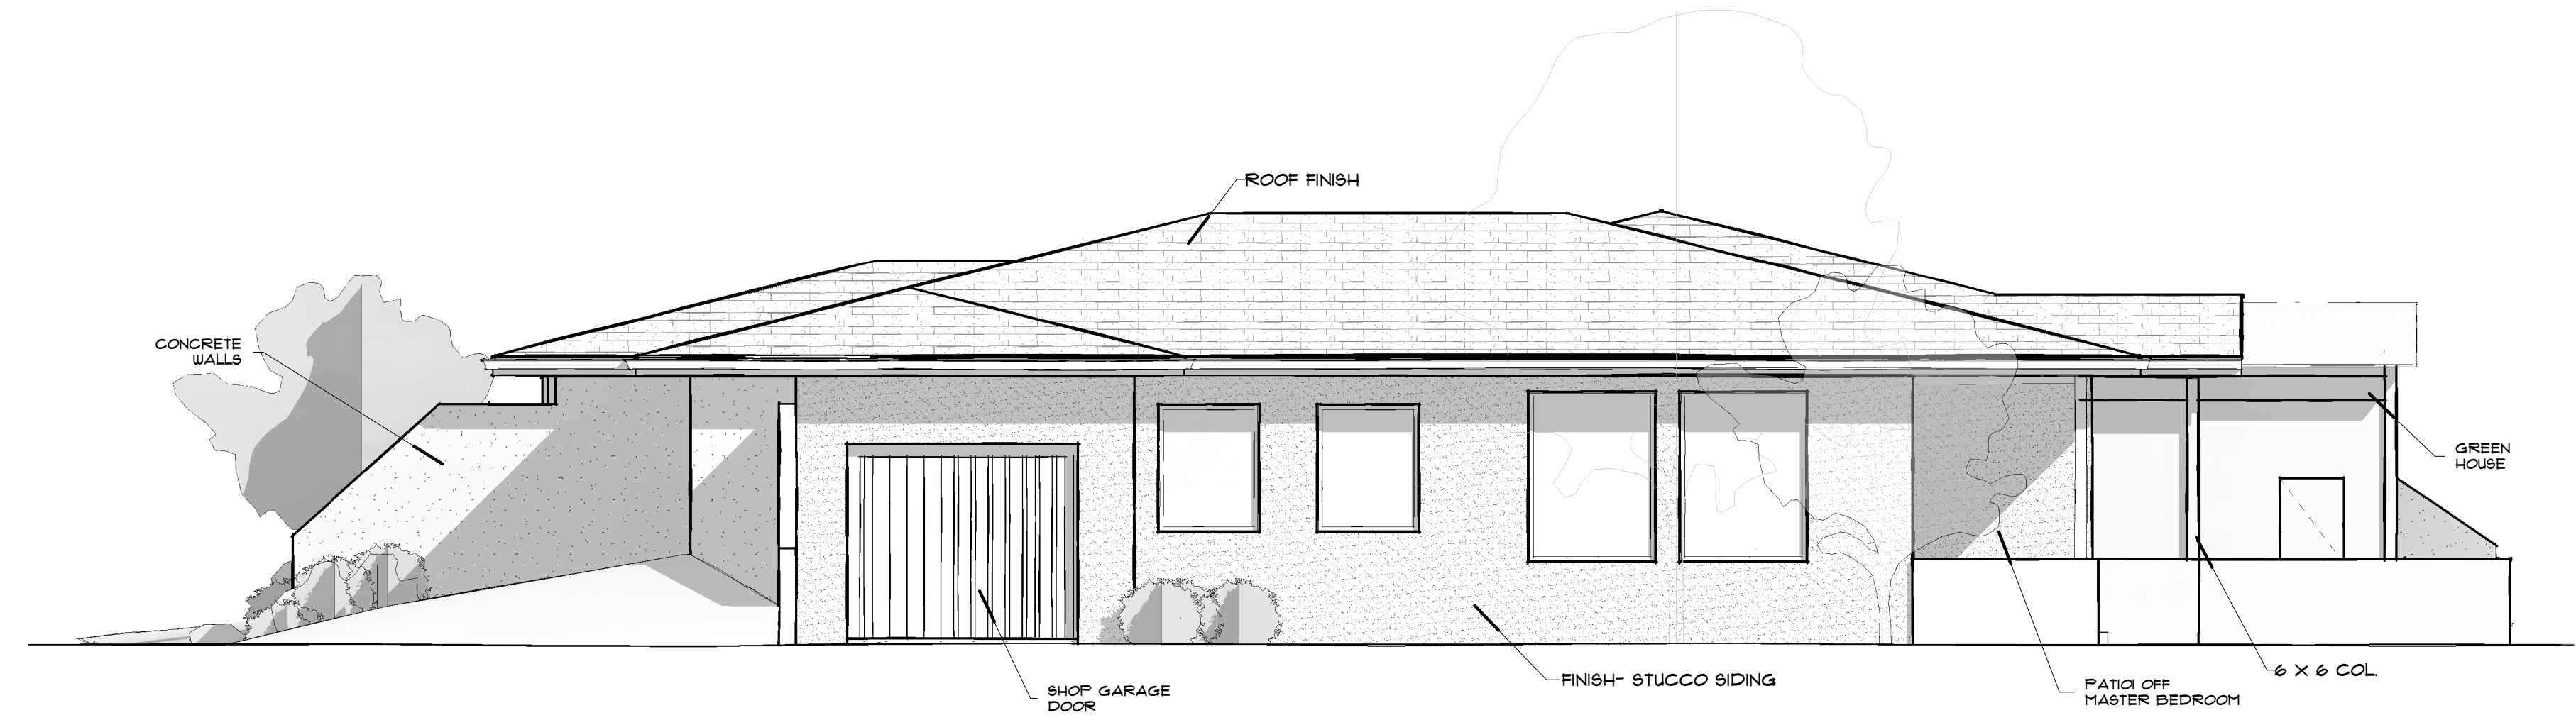 ROOF FINISH
CONCRETE
WALLS
GREEN
HOUSE
SHOP GARAGE
DOOR
FINISH- STUCCO SIDING
6 X 6 COL.
PATIOI OFF
MASTER BEDROOM